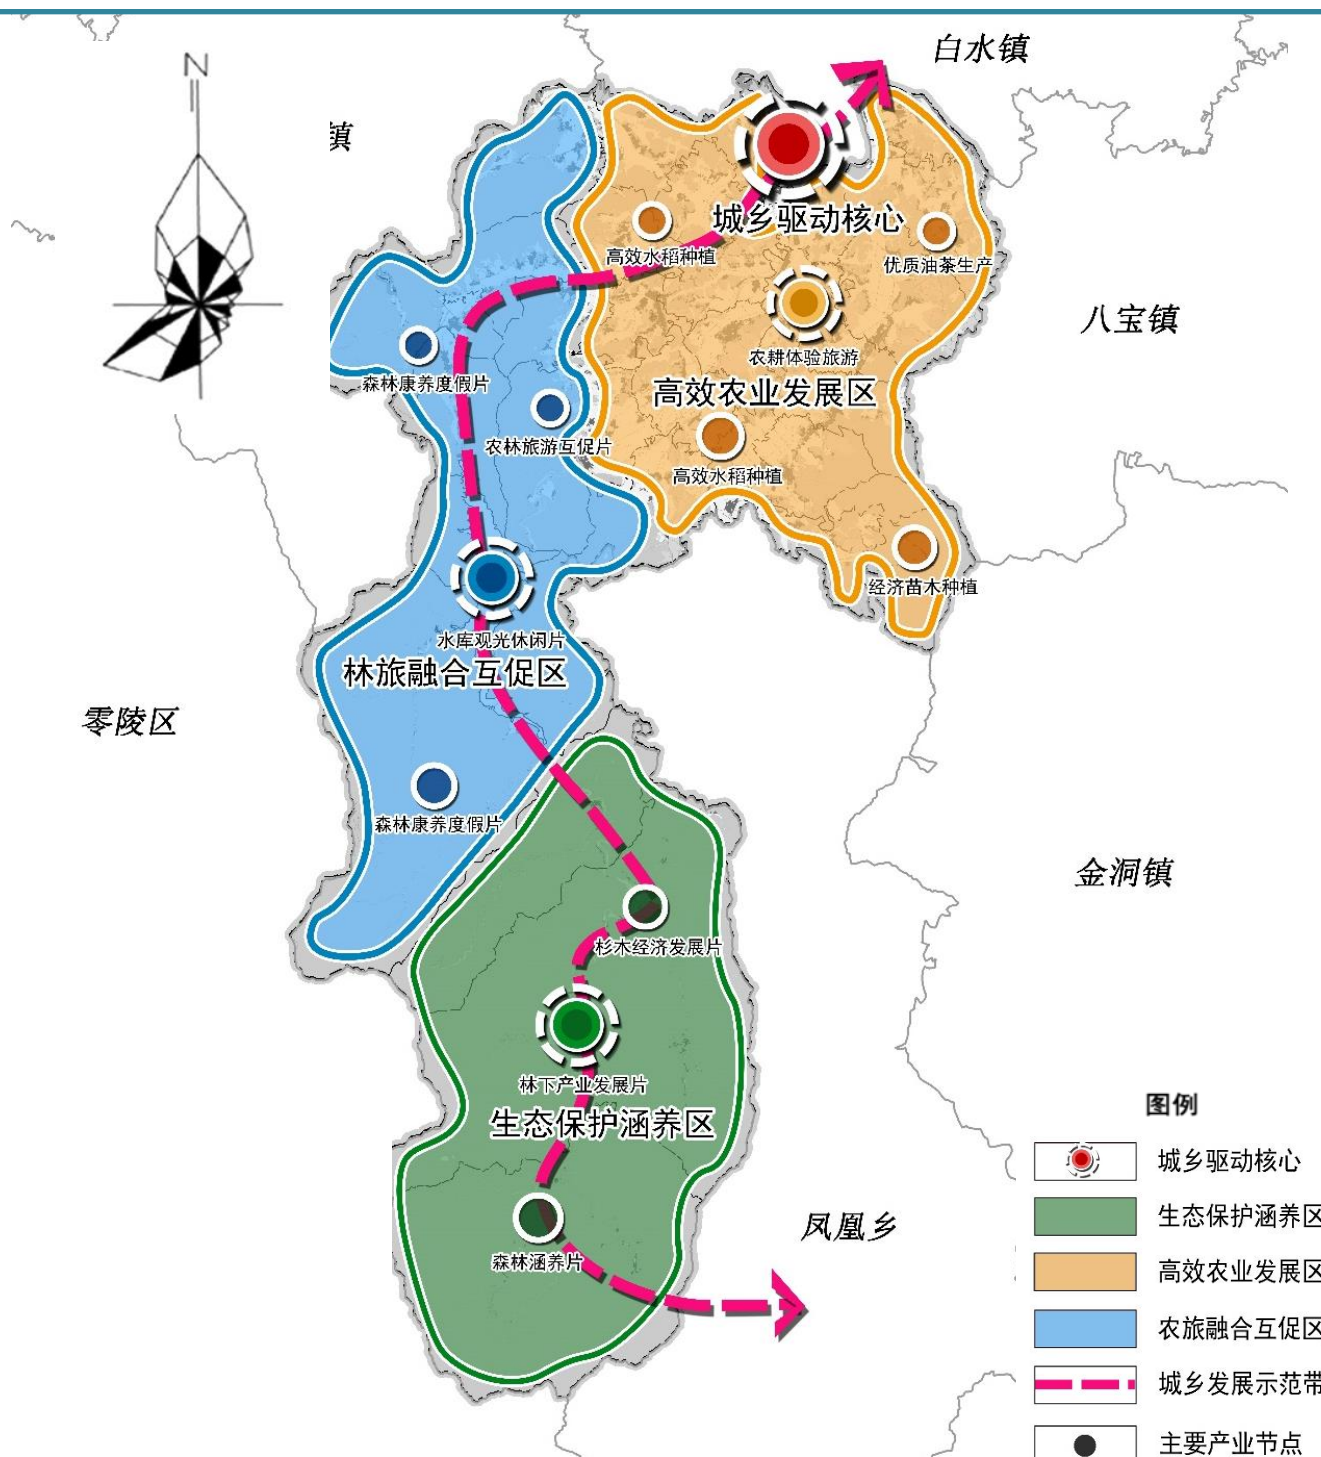 白水镇
N
镇
城乡驱动核心
高效水稻种植
优质油茶生产
八宝镇
农耕体验旅游
森林康养度假片
高效农业发展区
农林旅游互促片
高效水稻种植
经济苗木种植
水库观光休闲片
林旅融合互促区
零陵区
森林康养度假片
金洞镇
杉木经济发展片
林下产业发展片
生态保护涵养区
凤凰乡
森林涵养片
图例
城乡驱动核心
生态保护涵养区
高效农业发展区
农旅融合互促区
城乡发展示范带
主要产业节点